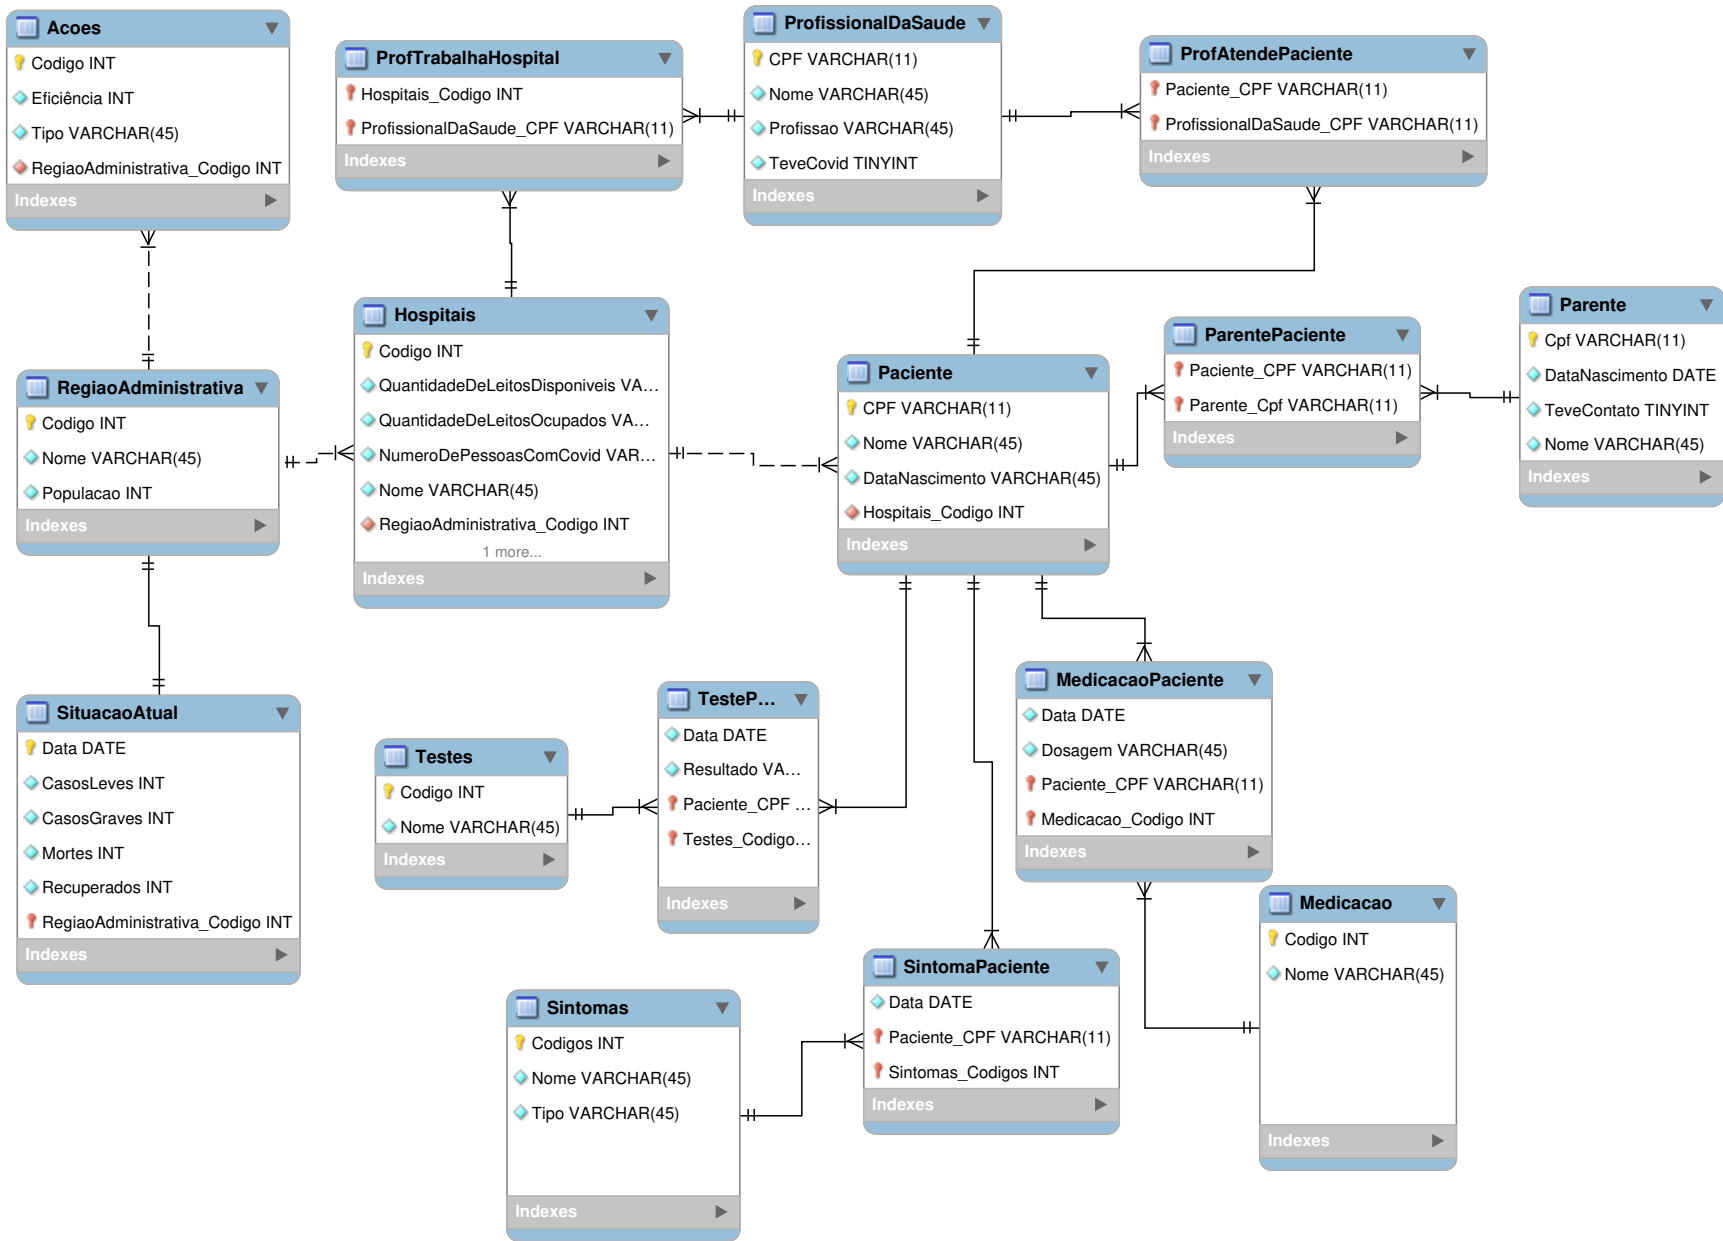 Acoes
Codigo INT
Eficiência INT
Tipo VARCHAR(45)
RegiaoAdministrativa_Codigo INT
Indexes
ProfTrabalhaHospital
Hospitais_Codigo INT
ProfissionalDaSaude_CPF VARCHAR(11)
Indexes
ProfissionalDaSaude
CPF VARCHAR(11)
Nome VARCHAR(45)
Profissao VARCHAR(45)
TeveCovid TINYINT
Indexes
ProfAtendePaciente
Paciente_CPF VARCHAR(11)
ProfissionalDaSaude_CPF VARCHAR(11)
Indexes
RegiaoAdministrativa
Codigo INT
Nome VARCHAR(45)
Populacao INT
Indexes
Hospitais
Codigo INT
QuantidadeDeLeitosDisponiveis VA...
QuantidadeDeLeitosOcupados VA...
NumeroDePessoasComCovid VAR...
Nome VARCHAR(45)
RegiaoAdministrativa_Codigo INT
1 more...
Indexes
Paciente
CPF VARCHAR(11)
Nome VARCHAR(45)
DataNascimento VARCHAR(45)
Hospitais_Codigo INT
Indexes
ParentePaciente
Paciente_CPF VARCHAR(11)
Parente_Cpf VARCHAR(11)
Indexes
Parente
Cpf VARCHAR(11)
DataNascimento DATE
TeveContato TINYINT
Nome VARCHAR(45)
Indexes
SituacaoAtual
Data DATE
CasosLeves INT
CasosGraves INT
Mortes INT
Recuperados INT
RegiaoAdministrativa_Codigo INT
Indexes
Testes
Codigo INT
Nome VARCHAR(45)
Indexes
TesteP...
Data DATE
Resultado VA...
Paciente_CPF ...
Testes_Codigo...
Indexes
MedicacaoPaciente
Data DATE
Dosagem VARCHAR(45)
Paciente_CPF VARCHAR(11)
Medicacao_Codigo INT
Indexes
Medicacao
Codigo INT
Nome VARCHAR(45)
Indexes
SintomaPaciente
Data DATE
Paciente_CPF VARCHAR(11)
Sintomas_Codigos INT
Indexes
Sintomas
Codigos INT
Nome VARCHAR(45)
Tipo VARCHAR(45)
Indexes